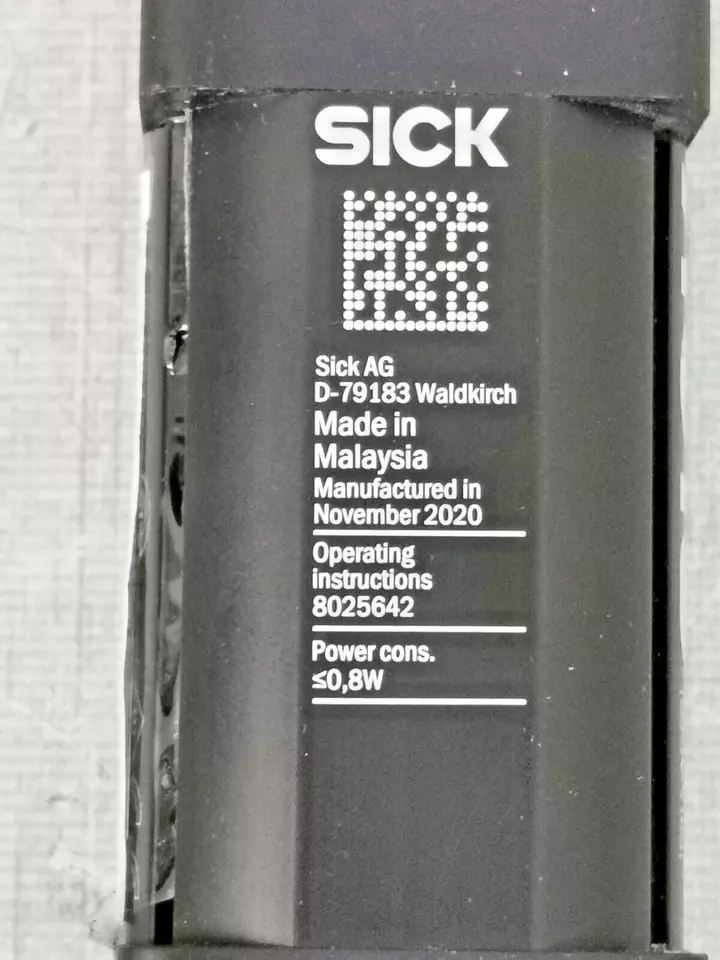 SICK
Sick AG
D-79183 Waldkirch
Made in
Malaysia
Manufactured in
November 2020
Operating
instructions
8025642
Power cons.
≤0,8W